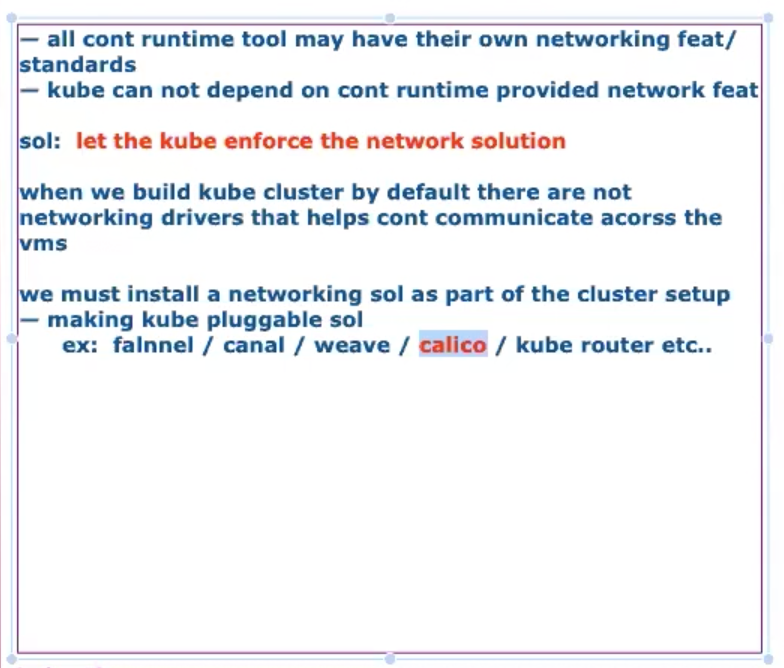 — all cont runtime tool may have their own networking feat/
standards
— kube can not depend on cont runtime provided network feat
sol:  let the kube enforce the network solution
when we build kube cluster by default there are not
networking drivers that helps cont communicate acorss the
vms
we must install a networking sol as part of the cluster setup
— making kube pluggable sol
ex:  falnnel / canal / weave / calico / kube router etc..